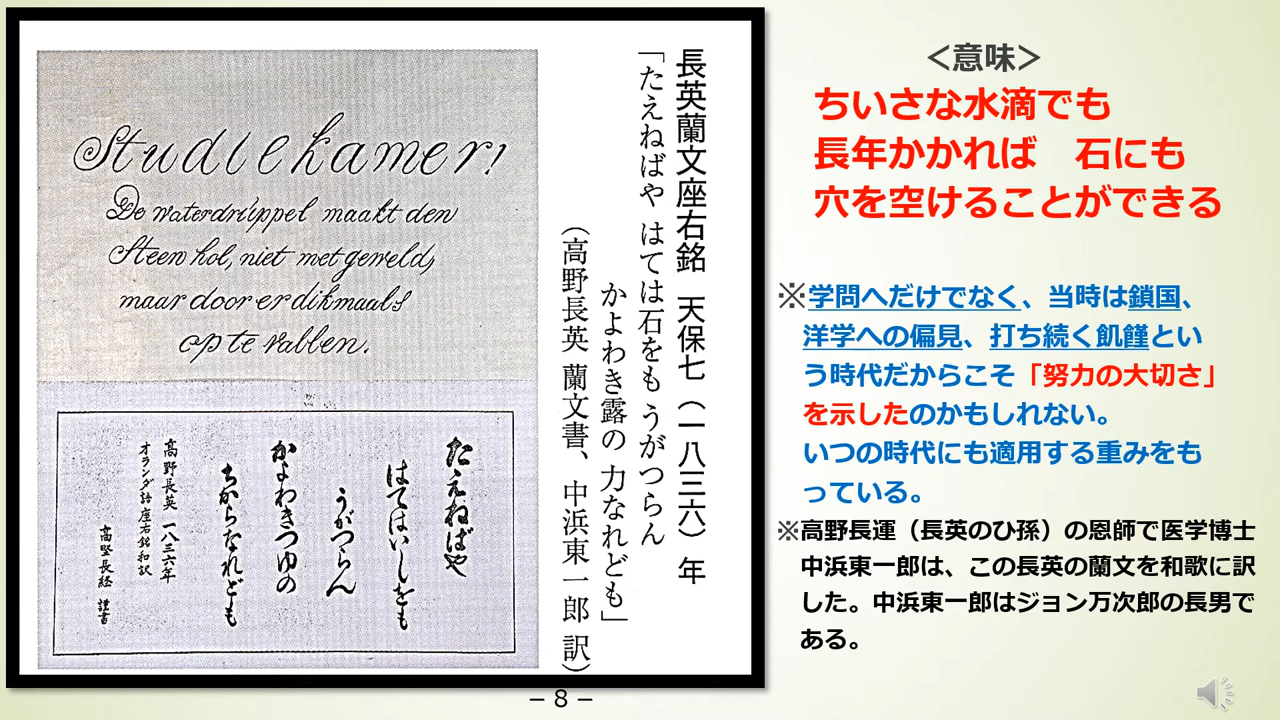 Studiekamer!
De waterdruppel maakt den
Steen hol, niet met geweld,
maar door er dikmaals
op te vallen.
たえねばや
はてはいしをも
うがつらん
かよわきつゆの
ちからなれども
高野長英 一八三六年
オランダ語座右銘和訳
高野長経 謹書
長英蘭文座右銘 天保七(一八三六)年
「たえねばや はては石をも うがつらん
かよわき露の 力なれども」
(高野長英 蘭文書、中浜東一郎 訳)
<意味>
ちいさな水滴でも
長年かかれば 石にも
穴を空けることができる
※学問へだけでなく、当時は鎖国、
洋学への偏見、打ち続く飢饉とい
う時代だからこそ「努力の大切さ」
を示したのかもしれない。
いつの時代にも適用する重みをも
っている。
※高野長運(長英のひ孫)の恩師で医学博士
中浜東一郎は、この長英の蘭文を和歌に訳
した。中浜東一郎はジョン万次郎の長男で
ある。
– 8 –